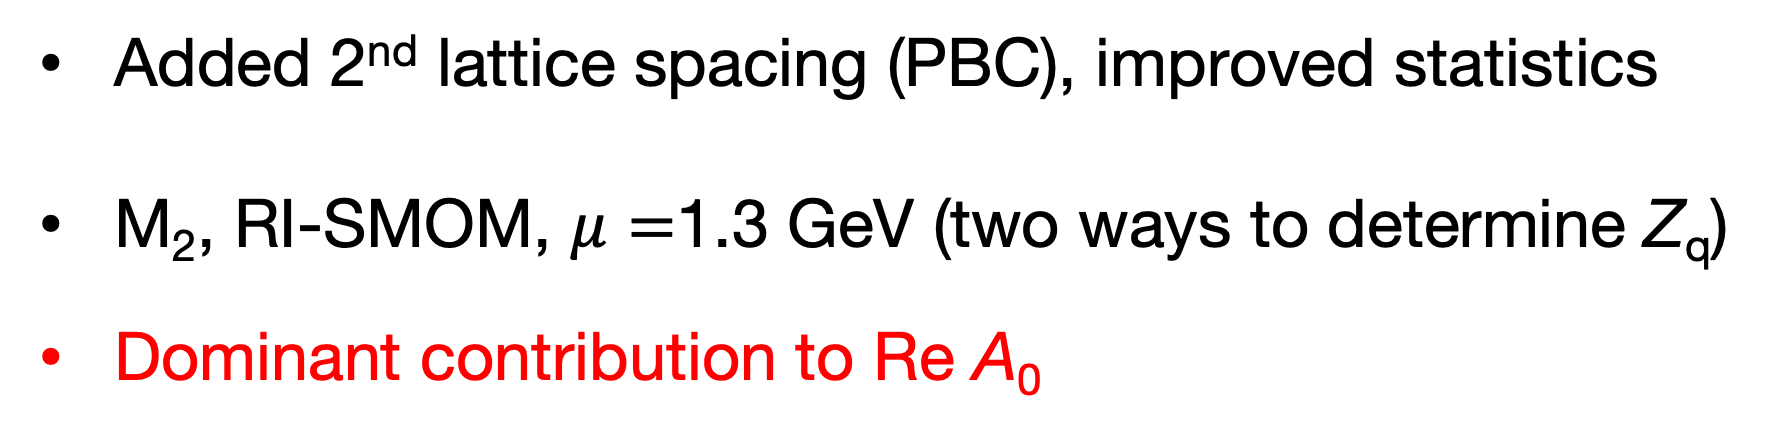 • Added 2ⁿᵈ lattice spacing (PBC), improved statistics
• M₂, RI-SMOM, μ =1.3 GeV (two ways to determine Z_q)
• Dominant contribution to Re A₀